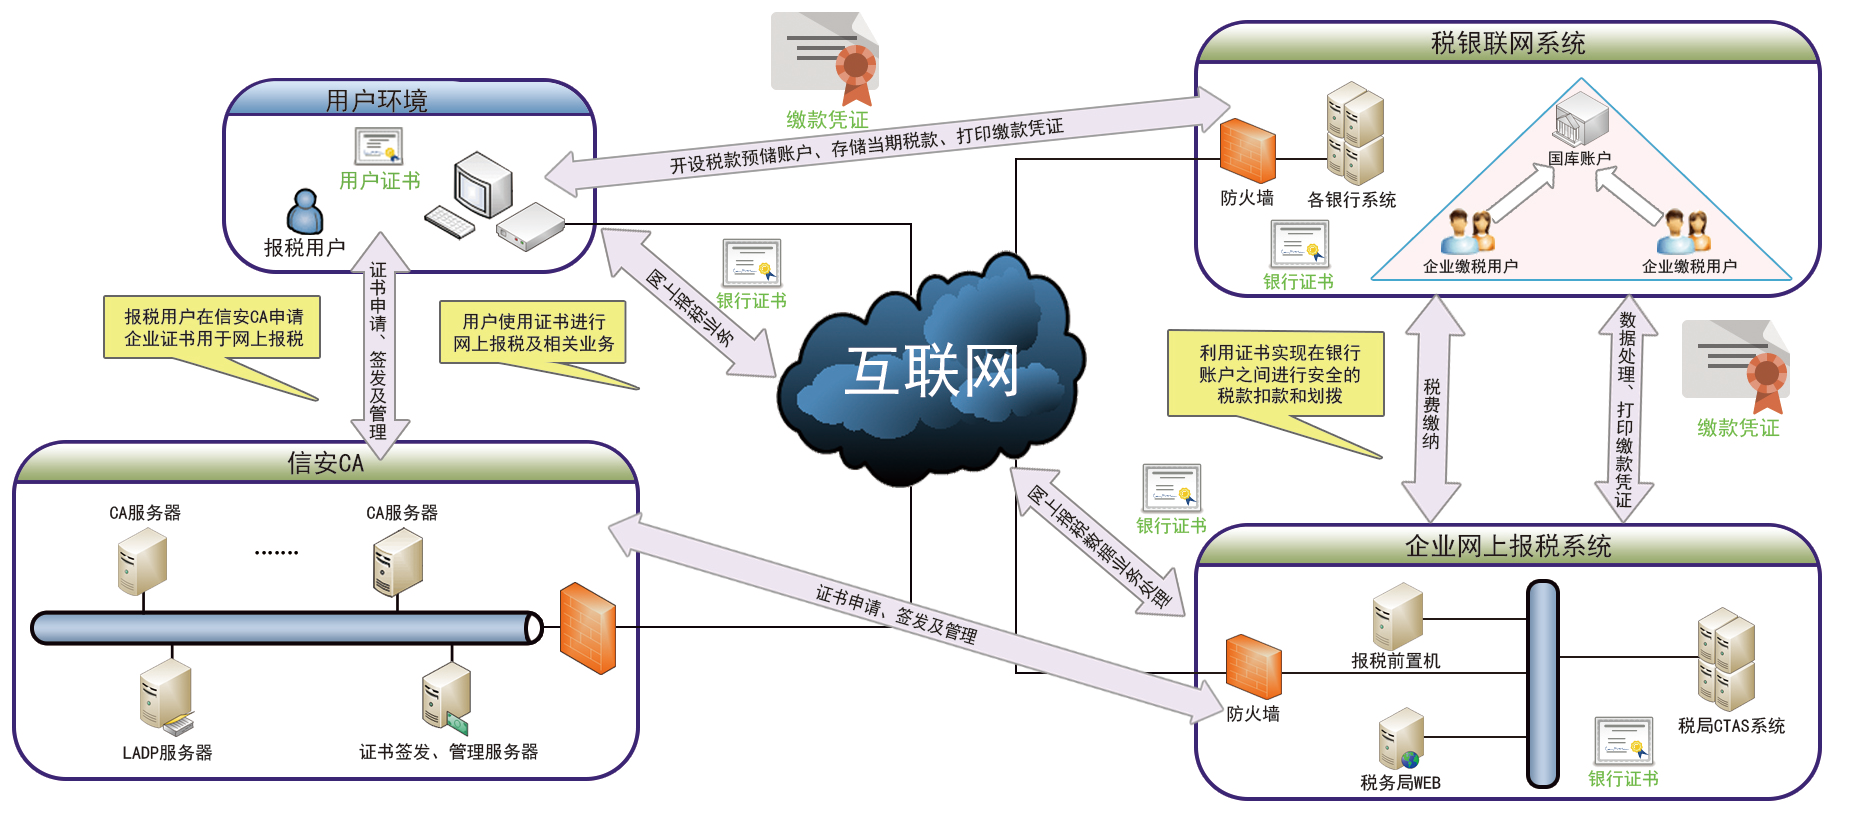 缴款凭证
税银联网系统
用户环境
用户证书
报税用户
开设税款预储账户、存储当期税款、打印缴款凭证
防火墙
各银行系统
国库账户
企业缴税用户
企业缴税用户
银行证书
网上报税业务
银行证书
证书申请、签发及管理
报税用户在信安CA申请
企业证书用于网上报税
用户使用证书进行
网上报税及相关业务
互联网
利用证书实现在银行
账户之间进行安全的
税款扣款和划拨
税费缴纳
数据处理、打印缴款凭证
缴款凭证
信安CA
CA服务器
.......
CA服务器
LADP服务器
证书签发、管理服务器
证书申请、签发及管理
网上报税数据业务处理
银行证书
企业网上报税系统
报税前置机
防火墙
税务局WEB
税局CTAS系统
银行证书